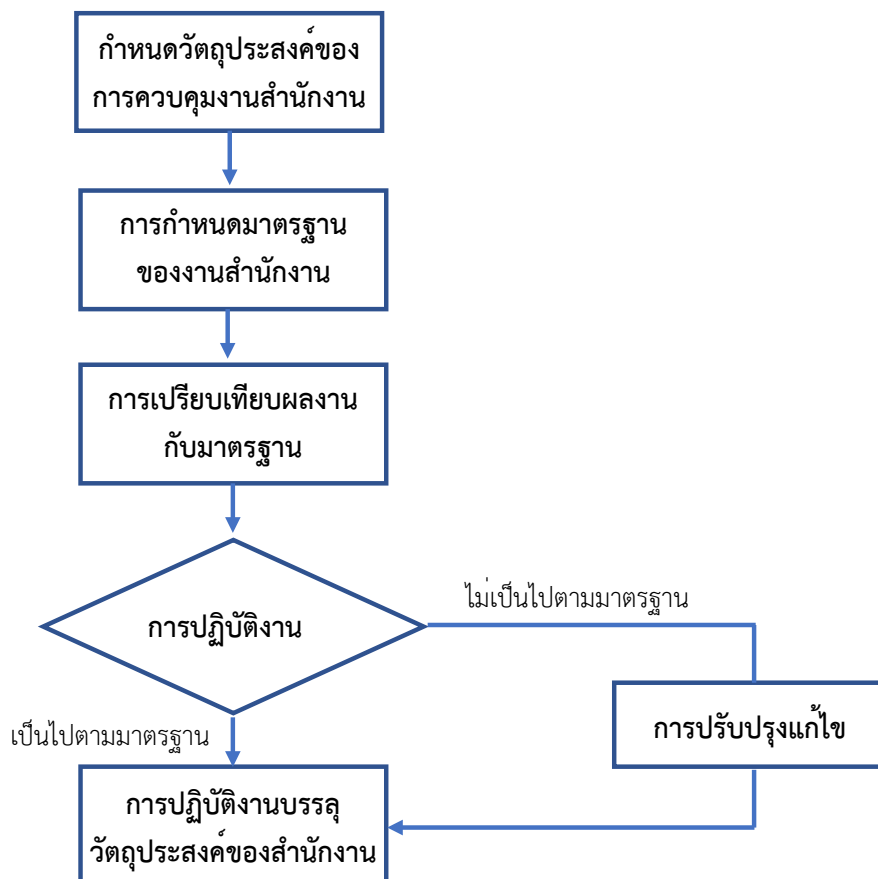 กำหนดวัตถุประสงค์ของ
การควบคุมงานสำนักงาน
การกำหนดมาตรฐาน
ของงานสำนักงาน
การเปรียบเทียบผลงาน
กับมาตรฐาน
การปฏิบัติงาน
ไม่เป็นไปตามมาตรฐาน
การปรับปรุงแก้ไข
เป็นไปตามมาตรฐาน
การปฏิบัติงานบรรลุ
วัตถุประสงค์ของสำนักงาน